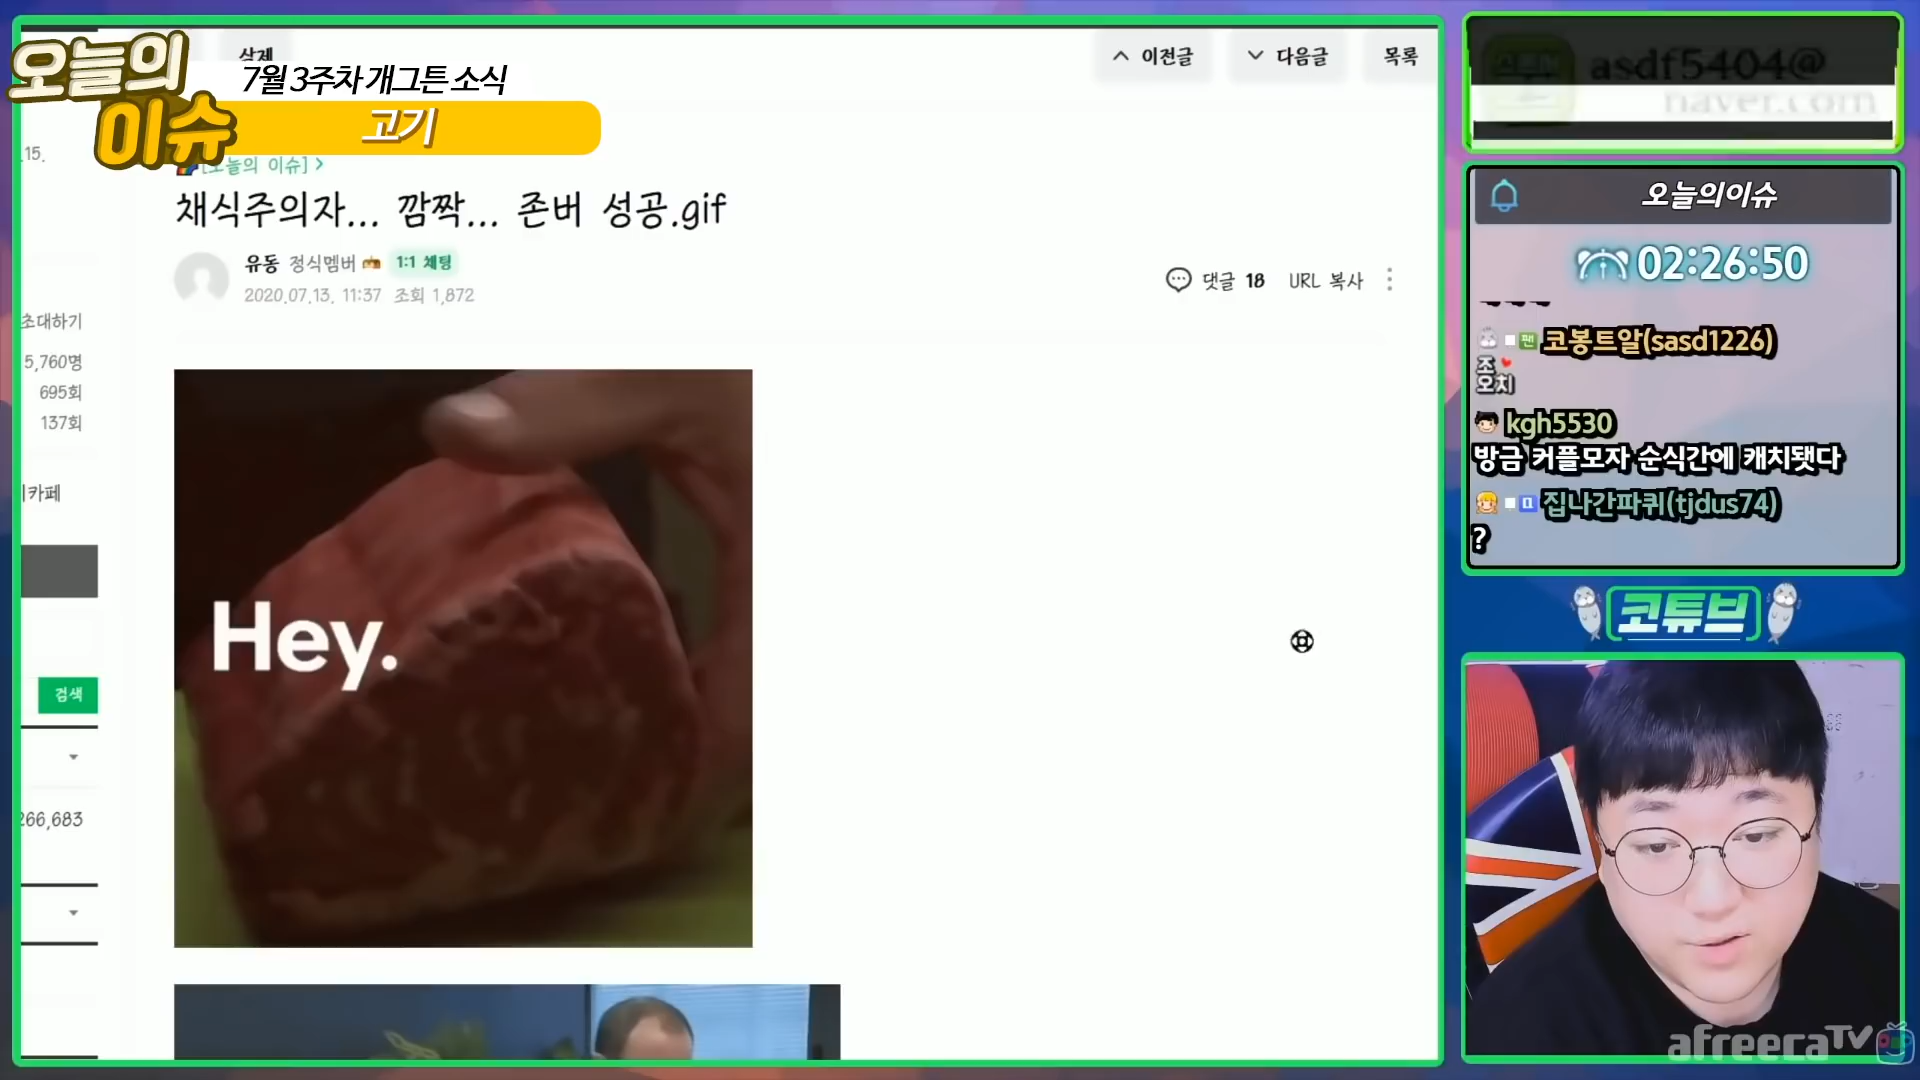 오늘의
이슈
삭제
7월 3주차 개그튼 소식
고기
이전글
다음글
목록
15.
[오늘의 이슈] >
채식주의자... 깜짝... 존버 성공.gif
유동 정식멤버 1:1 채팅
2020.07.13. 11:37 조회 1,872
댓글 18 URL 복사
초대하기
5,760명
695회
137회
카페
검색
266,683
Hey.
asdf5404@
naver.com
오늘의이슈
02:26:50
팬 코봉트알(sasd1226)
조
오치
kgh5530
방금 커플모자 순식간에 캐치됏다
집나간파퀴(tjdus74)
?
코튜브
afreecaTV